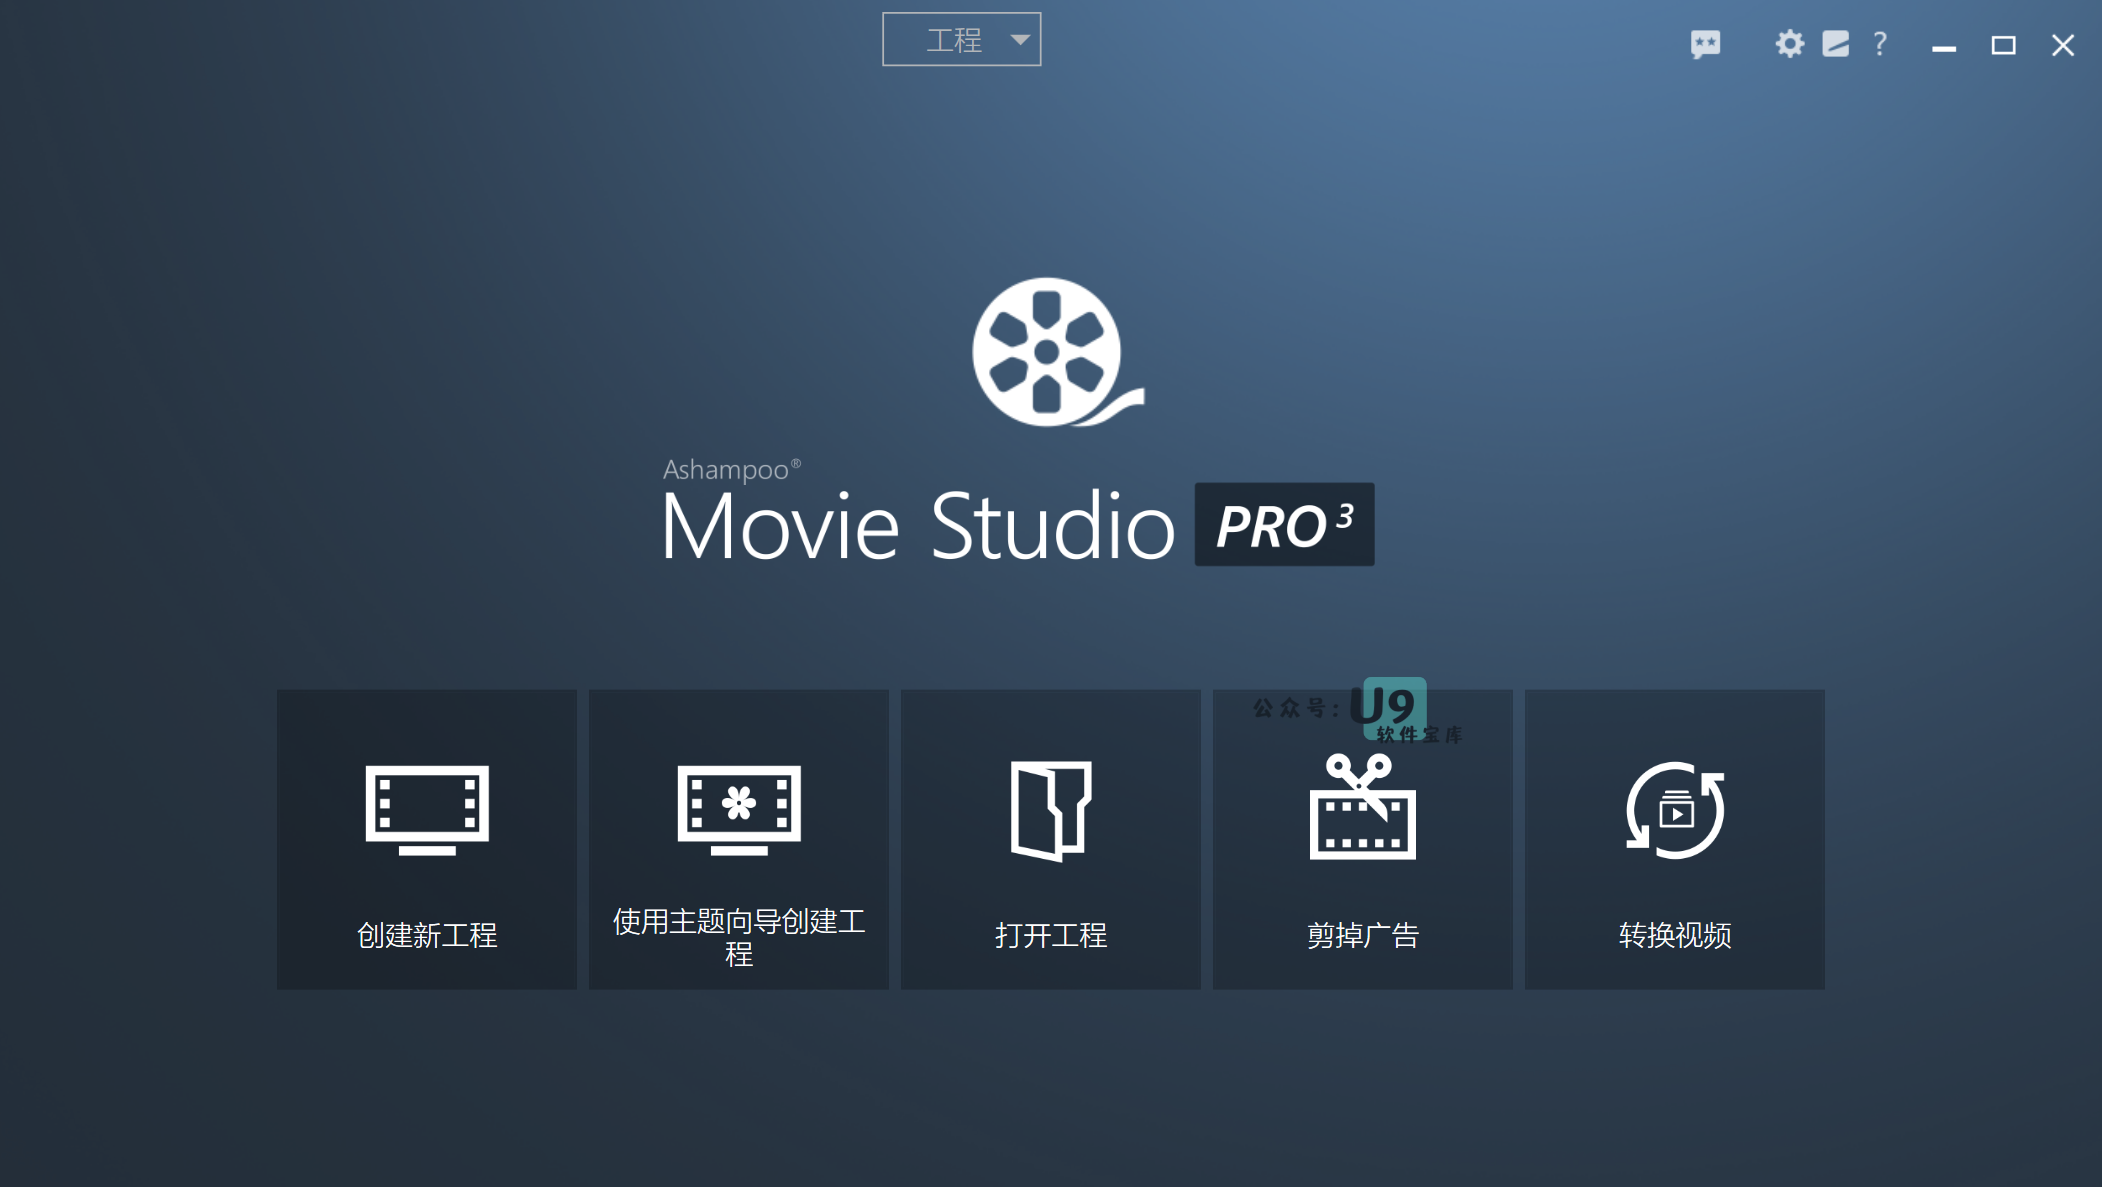 工程
?
Ashampoo®
Movie Studio PRO 3
公众号:U9
软件宝库
创建新工程
使用主题向导创建工
程
打开工程
剪掉广告
转换视频